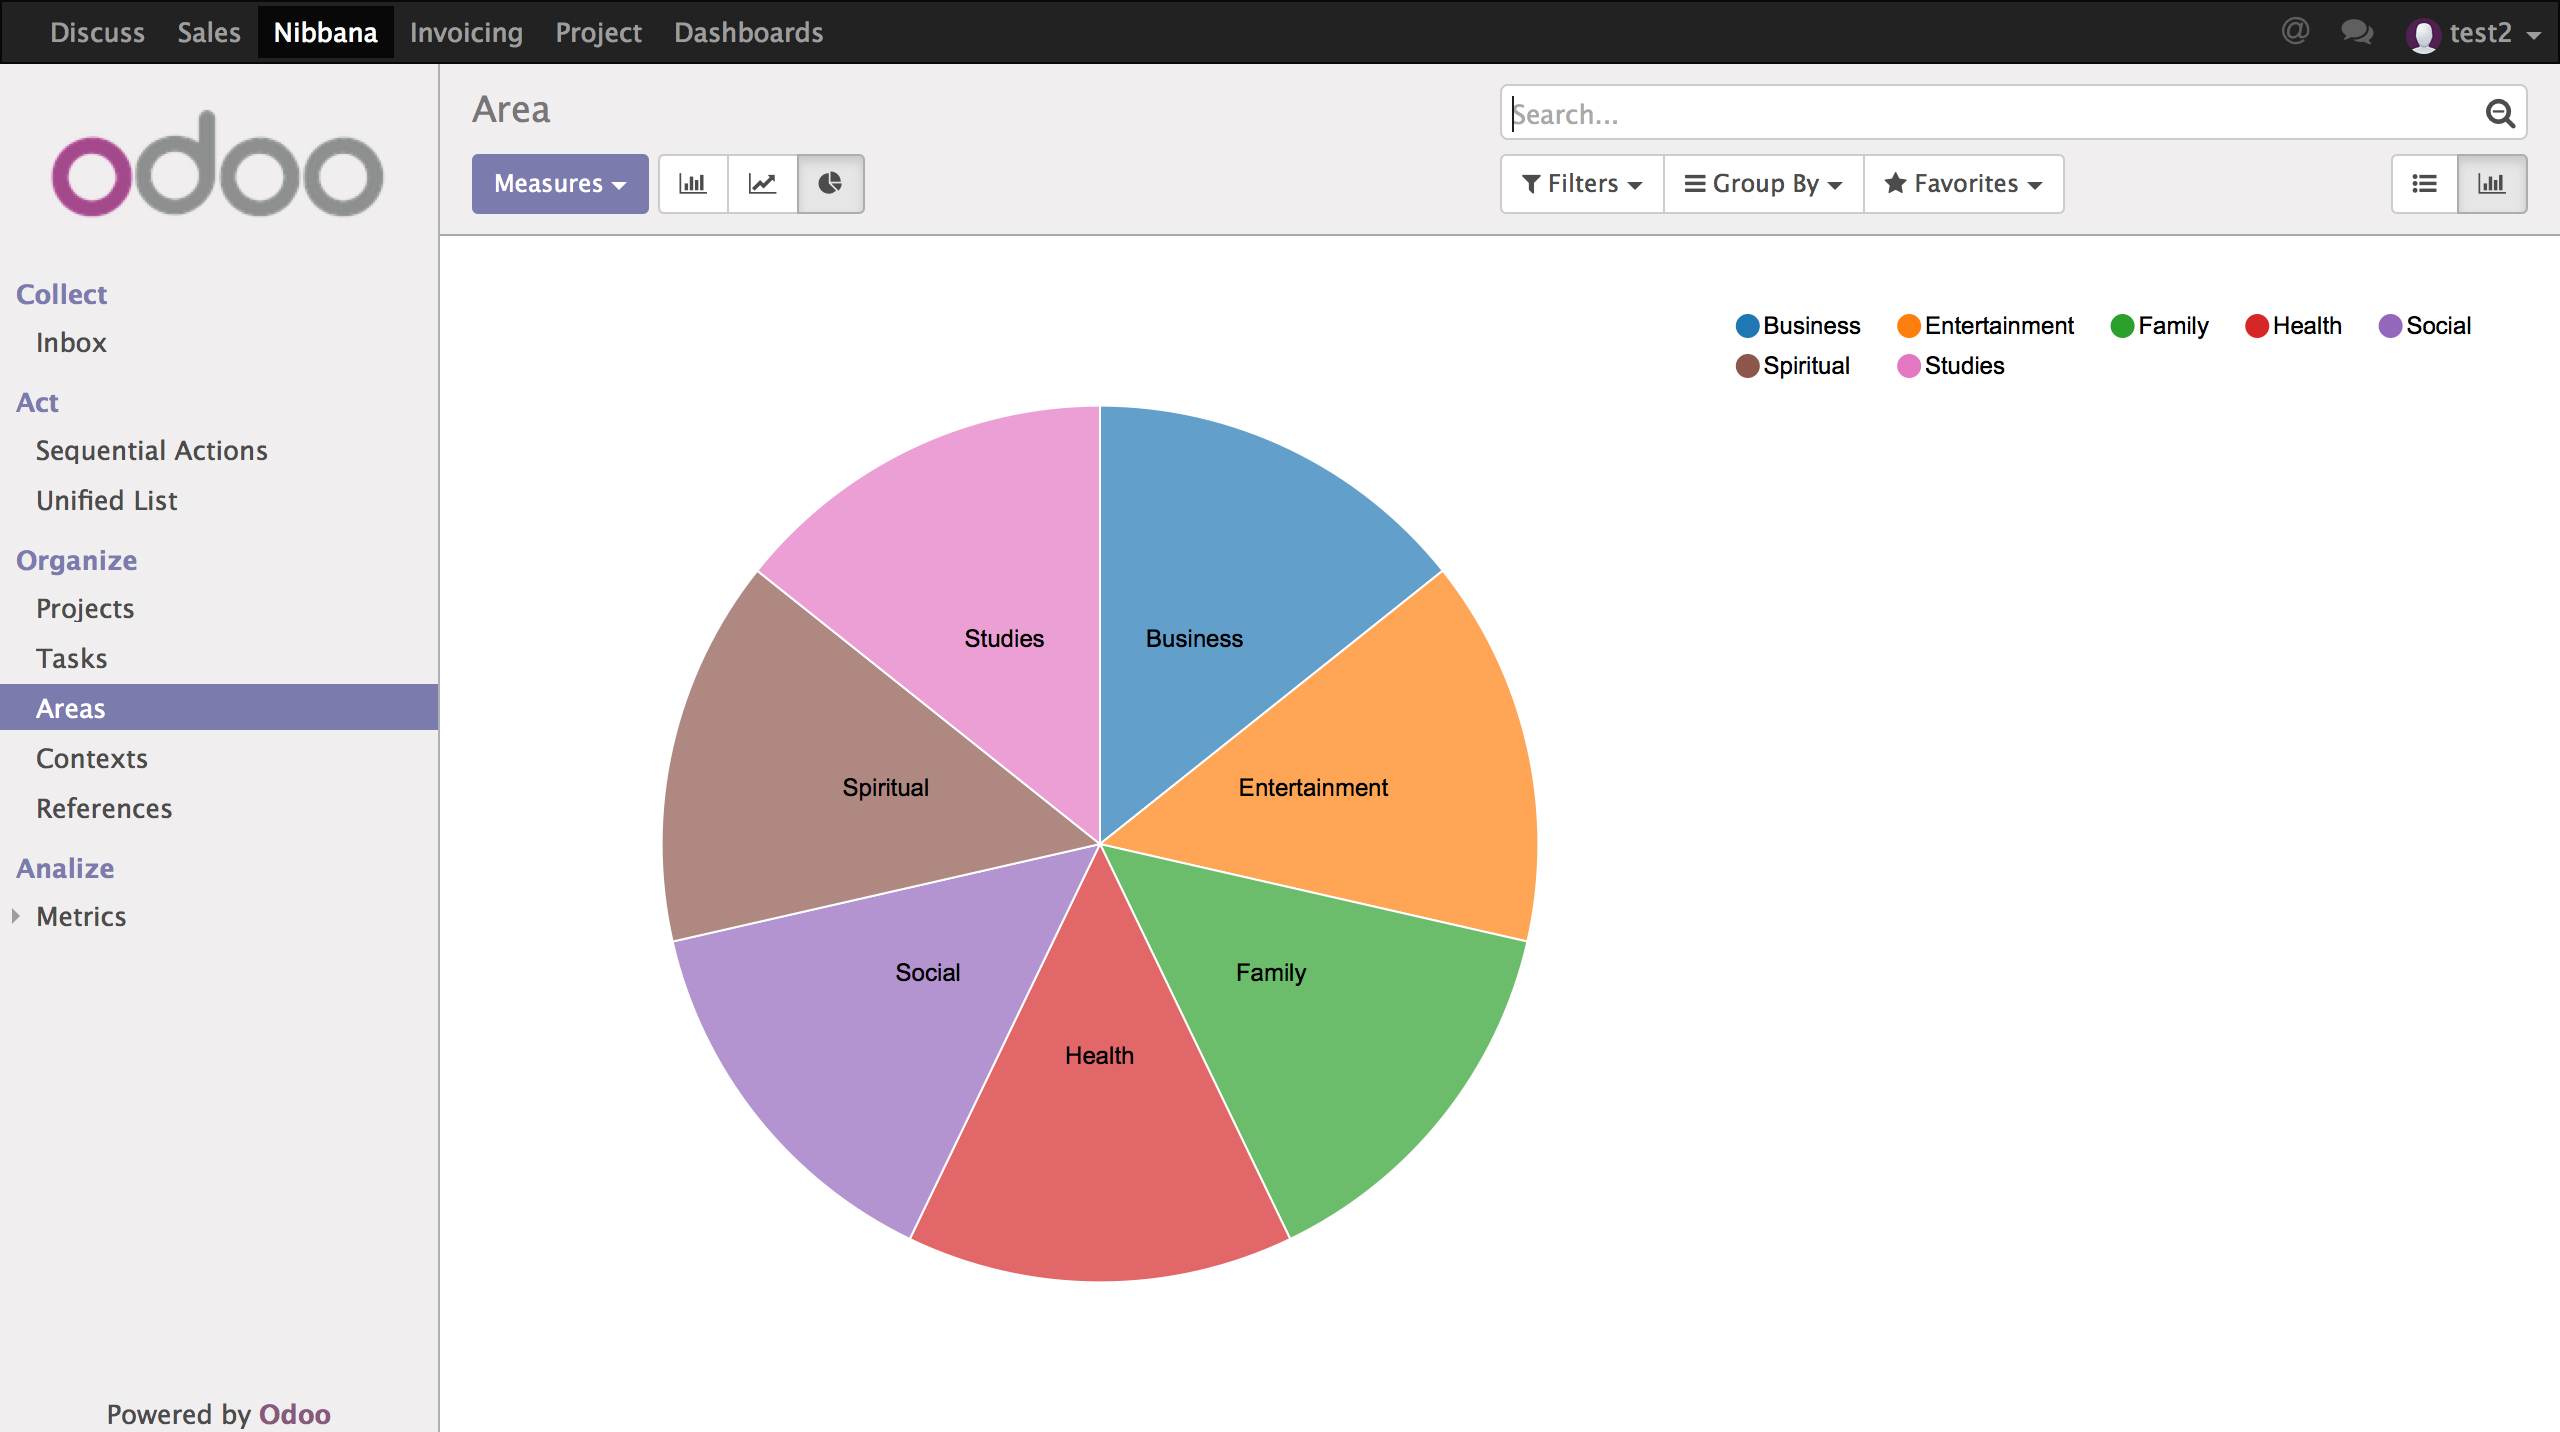 Discuss Sales Nibbana Invoicing Project Dashboards @ test2
odoo
Area
Search...
Measures Filters Group By Favorites
Collect
Inbox
Act
Sequential Actions
Unified List
Organize
Projects
Tasks
Areas
Contexts
References
Analize
Metrics
Powered by Odoo
Business Entertainment Family Health Social
Spiritual Studies
Studies Business
Spiritual Entertainment
Social Family
Health